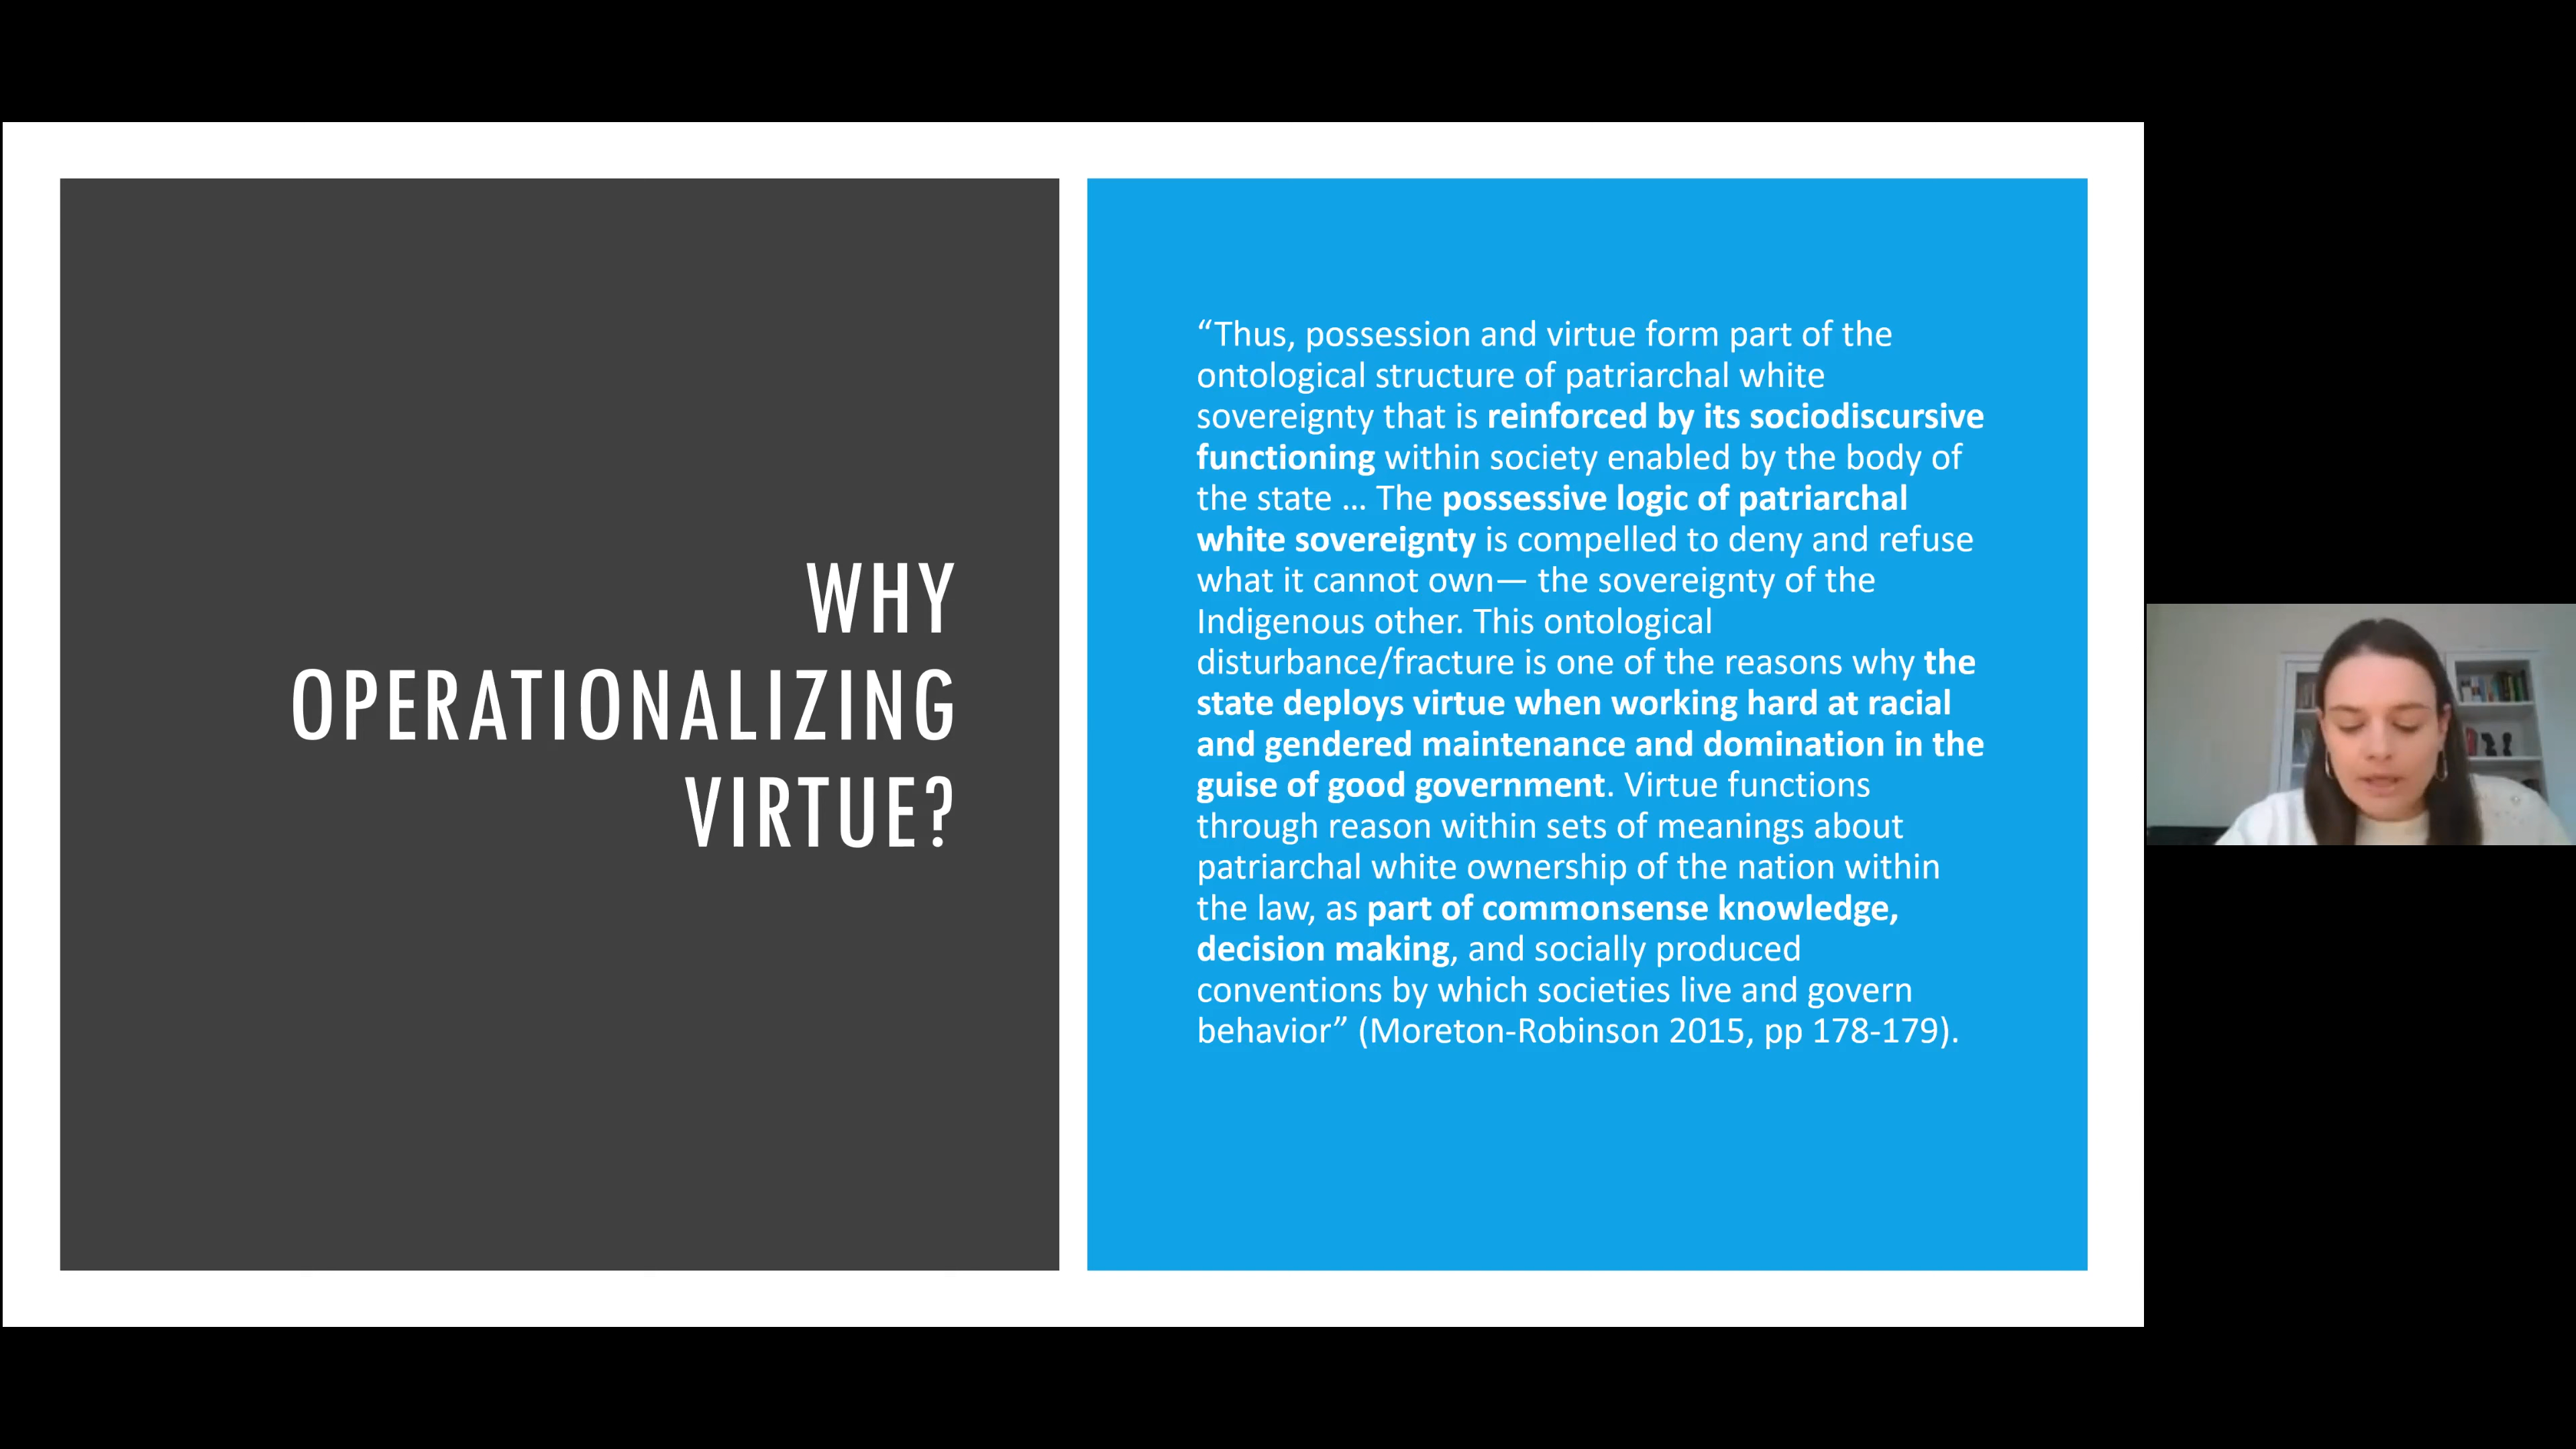 WHY
OPERATIONALIZING
VIRTUE?
“Thus, possession and virtue form part of the
ontological structure of patriarchal white
sovereignty that is reinforced by its sociodiscursive
functioning within society enabled by the body of
the state … The possessive logic of patriarchal
white sovereignty is compelled to deny and refuse
what it cannot own— the sovereignty of the
Indigenous other. This ontological
disturbance/fracture is one of the reasons why the
state deploys virtue when working hard at racial
and gendered maintenance and domination in the
guise of good government. Virtue functions
through reason within sets of meanings about
patriarchal white ownership of the nation within
the law, as part of commonsense knowledge,
decision making, and socially produced
conventions by which societies live and govern
behavior” (Moreton-Robinson 2015, pp 178-179).